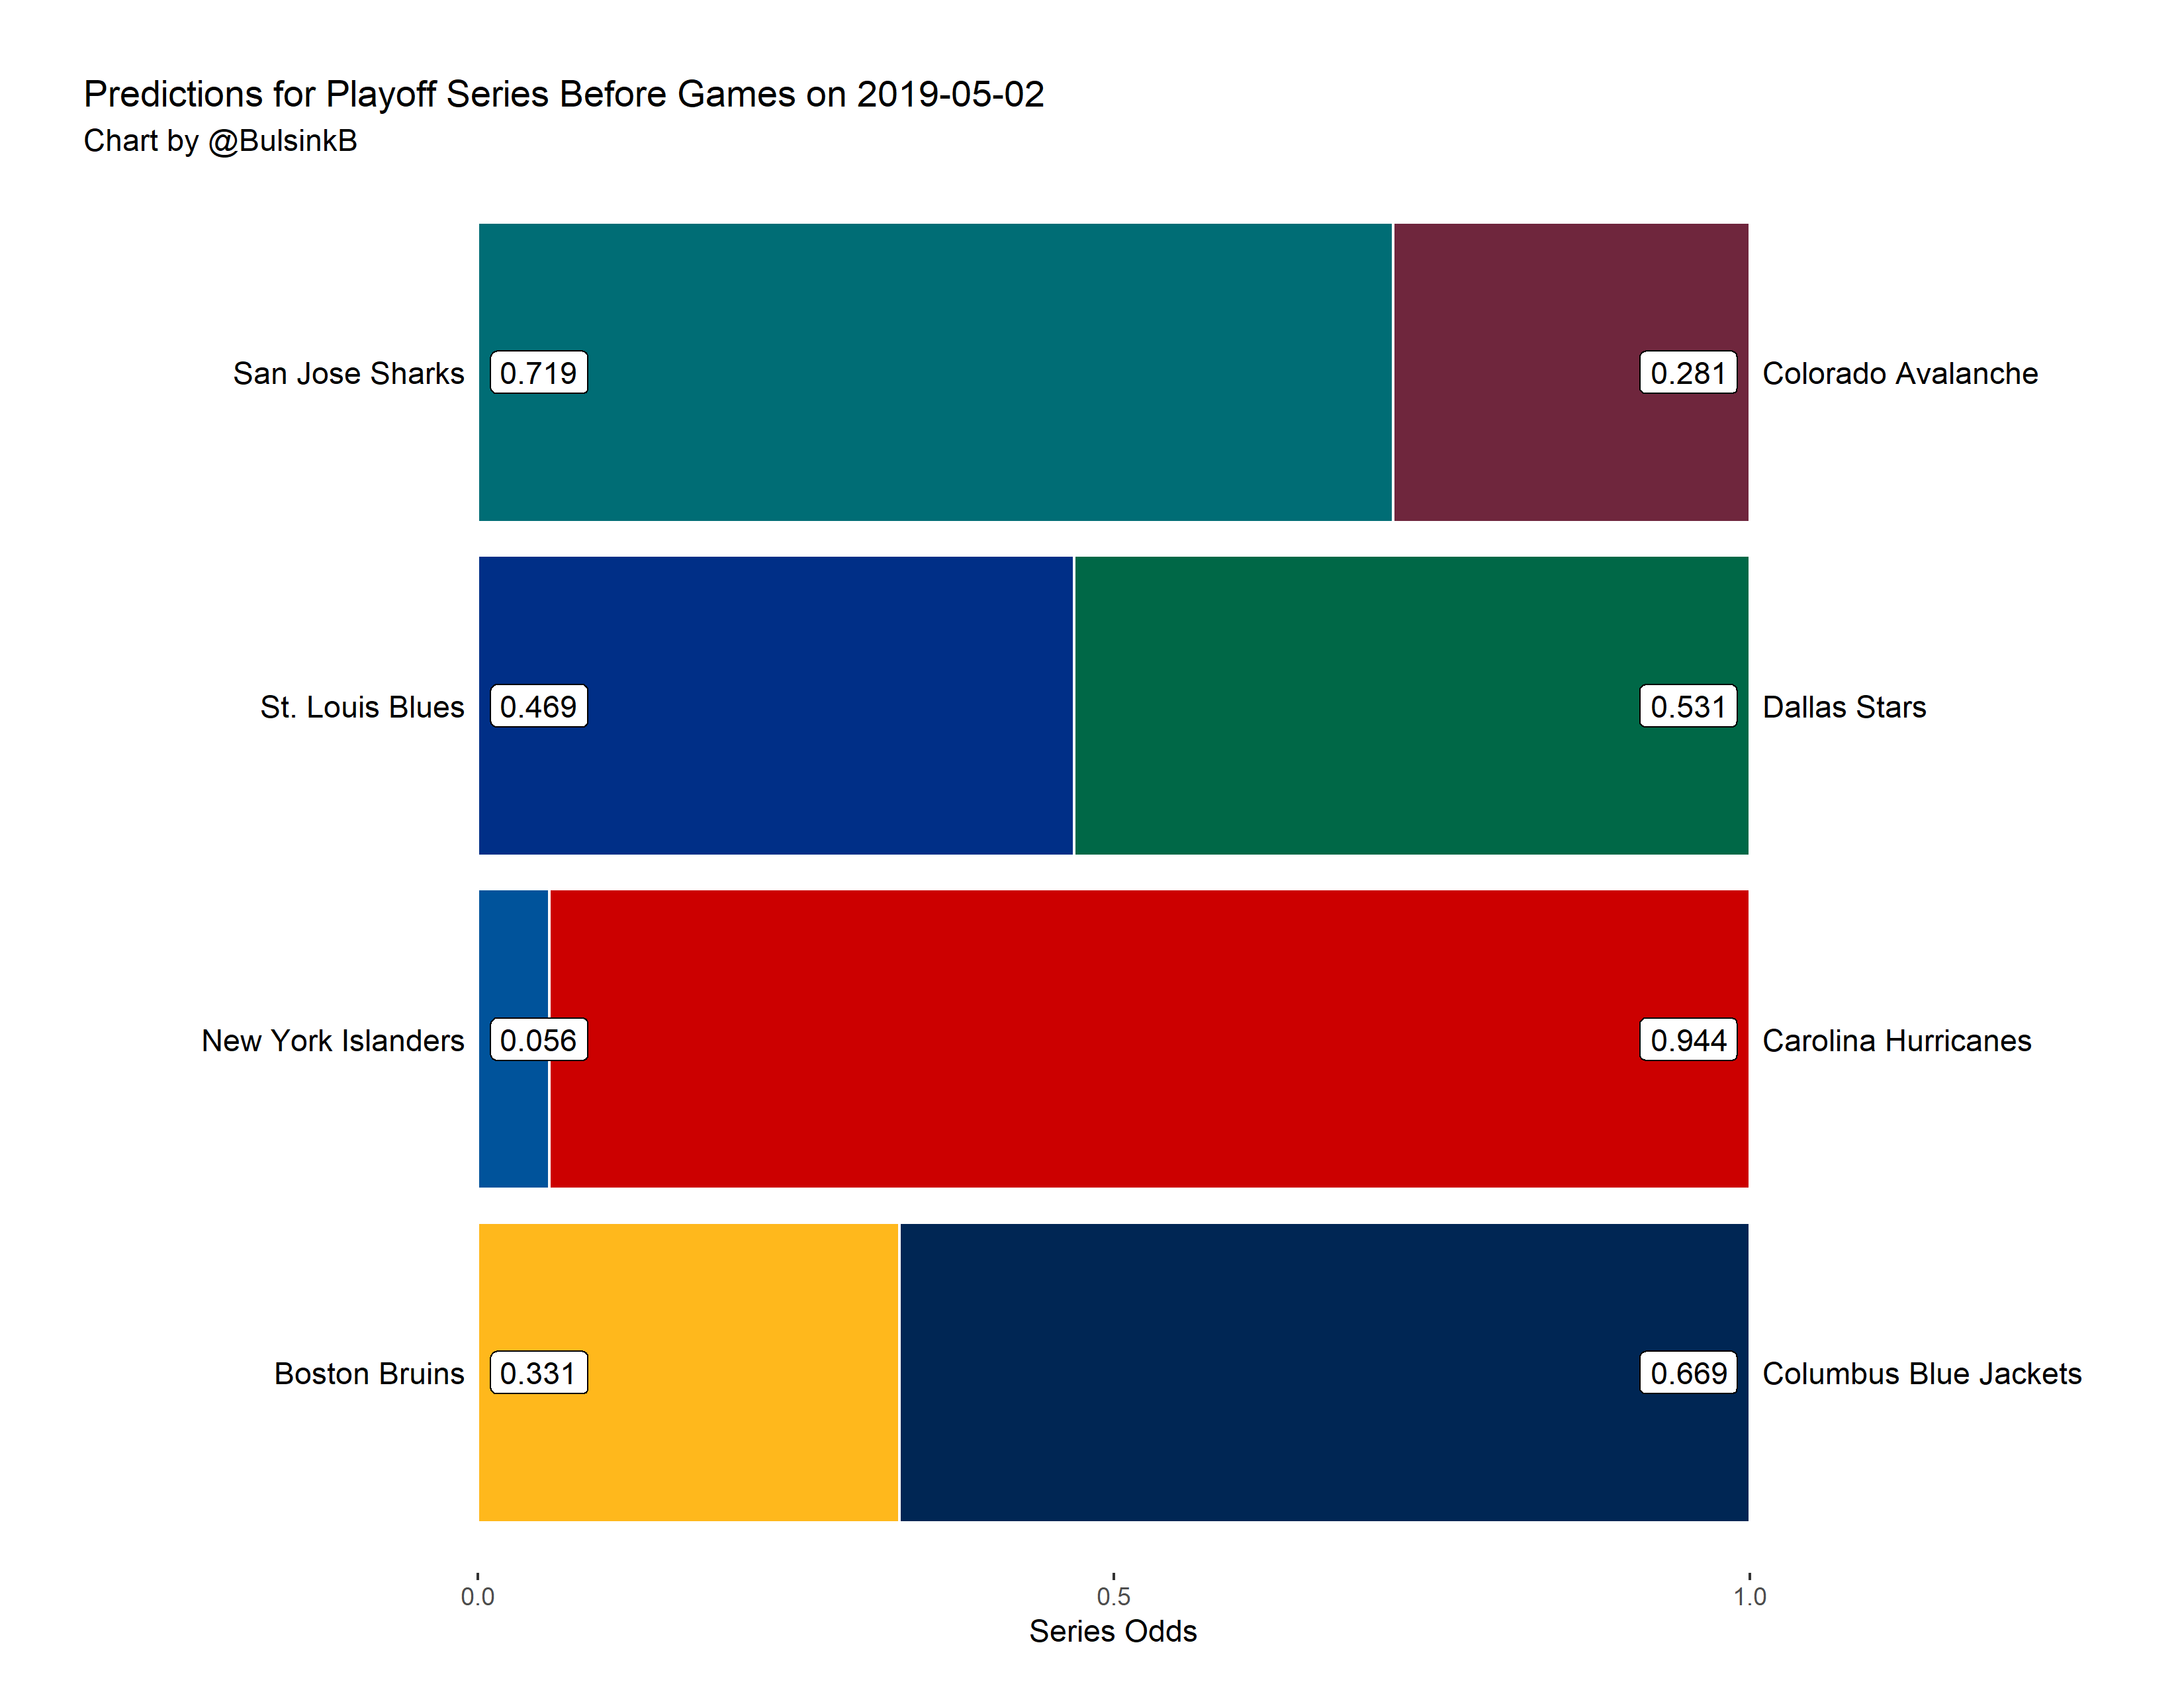 Predictions for Playoff Series Before Games on 2019-05-02
Chart by @BulsinkB
San Jose Sharks 0.719 0.281 Colorado Avalanche
St. Louis Blues 0.469 0.531 Dallas Stars
New York Islanders 0.056 0.944 Carolina Hurricanes
Boston Bruins 0.331 0.669 Columbus Blue Jackets
0.0 0.5 1.0
Series Odds